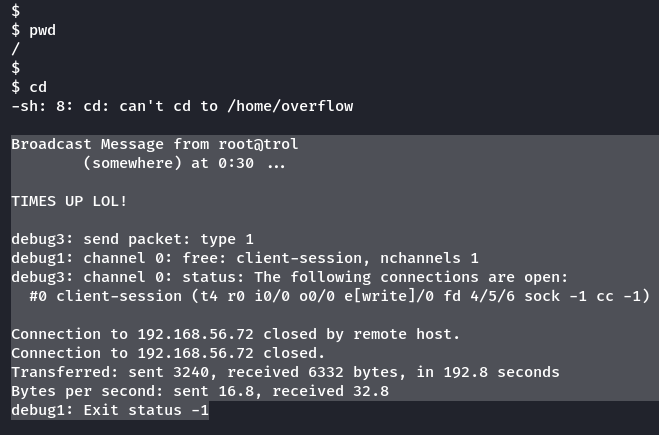 $
$ pwd
/
$
$ cd
-sh: 8: cd: can't cd to /home/overflow
Broadcast Message from root@trol
        (somewhere) at 0:30 ...
TIMES UP LOL!
debug3: send packet: type 1
debug1: channel 0: free: client-session, nchannels 1
debug3: channel 0: status: The following connections are open:
  #0 client-session (t4 r0 i0/0 o0/0 e[write]/0 fd 4/5/6 sock -1 cc -1)
Connection to 192.168.56.72 closed by remote host.
Connection to 192.168.56.72 closed.
Transferred: sent 3240, received 6332 bytes, in 192.8 seconds
Bytes per second: sent 16.8, received 32.8
debug1: Exit status -1